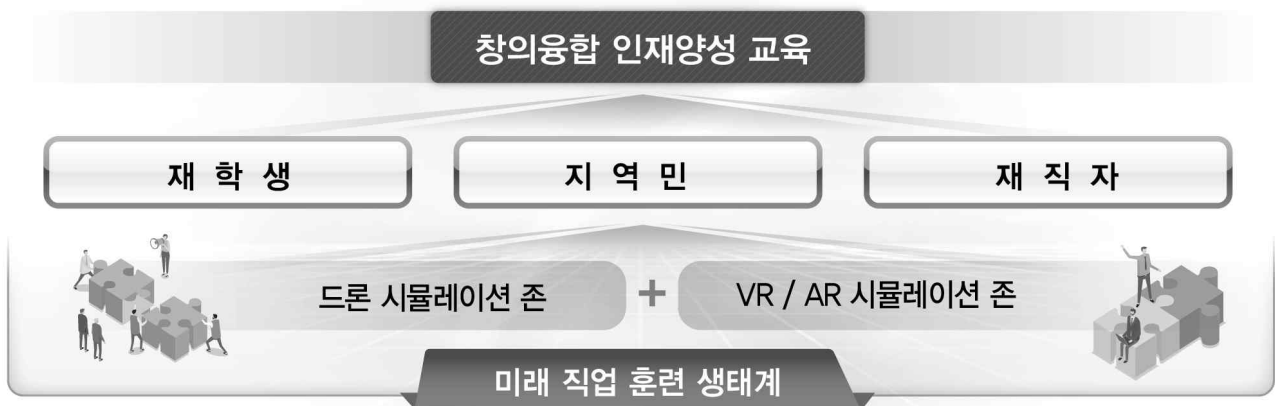 창의융합 인재양성 교육
재 학 생
지 역 민
재 직 자
드론 시뮬레이션 존 + VR / AR 시뮬레이션 존
미래 직업 훈련 생태계